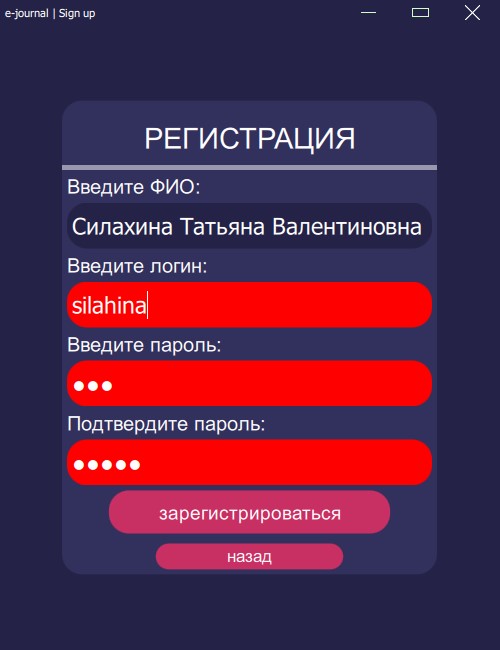 e-journal | Sign up
РЕГИСТРАЦИЯ
Введите ФИО:
Силахина Татьяна Валентиновна
Введите логин:
silahina
Введите пароль:
●●●
Подтвердите пароль:
●●●●●
зарегистрироваться
назад